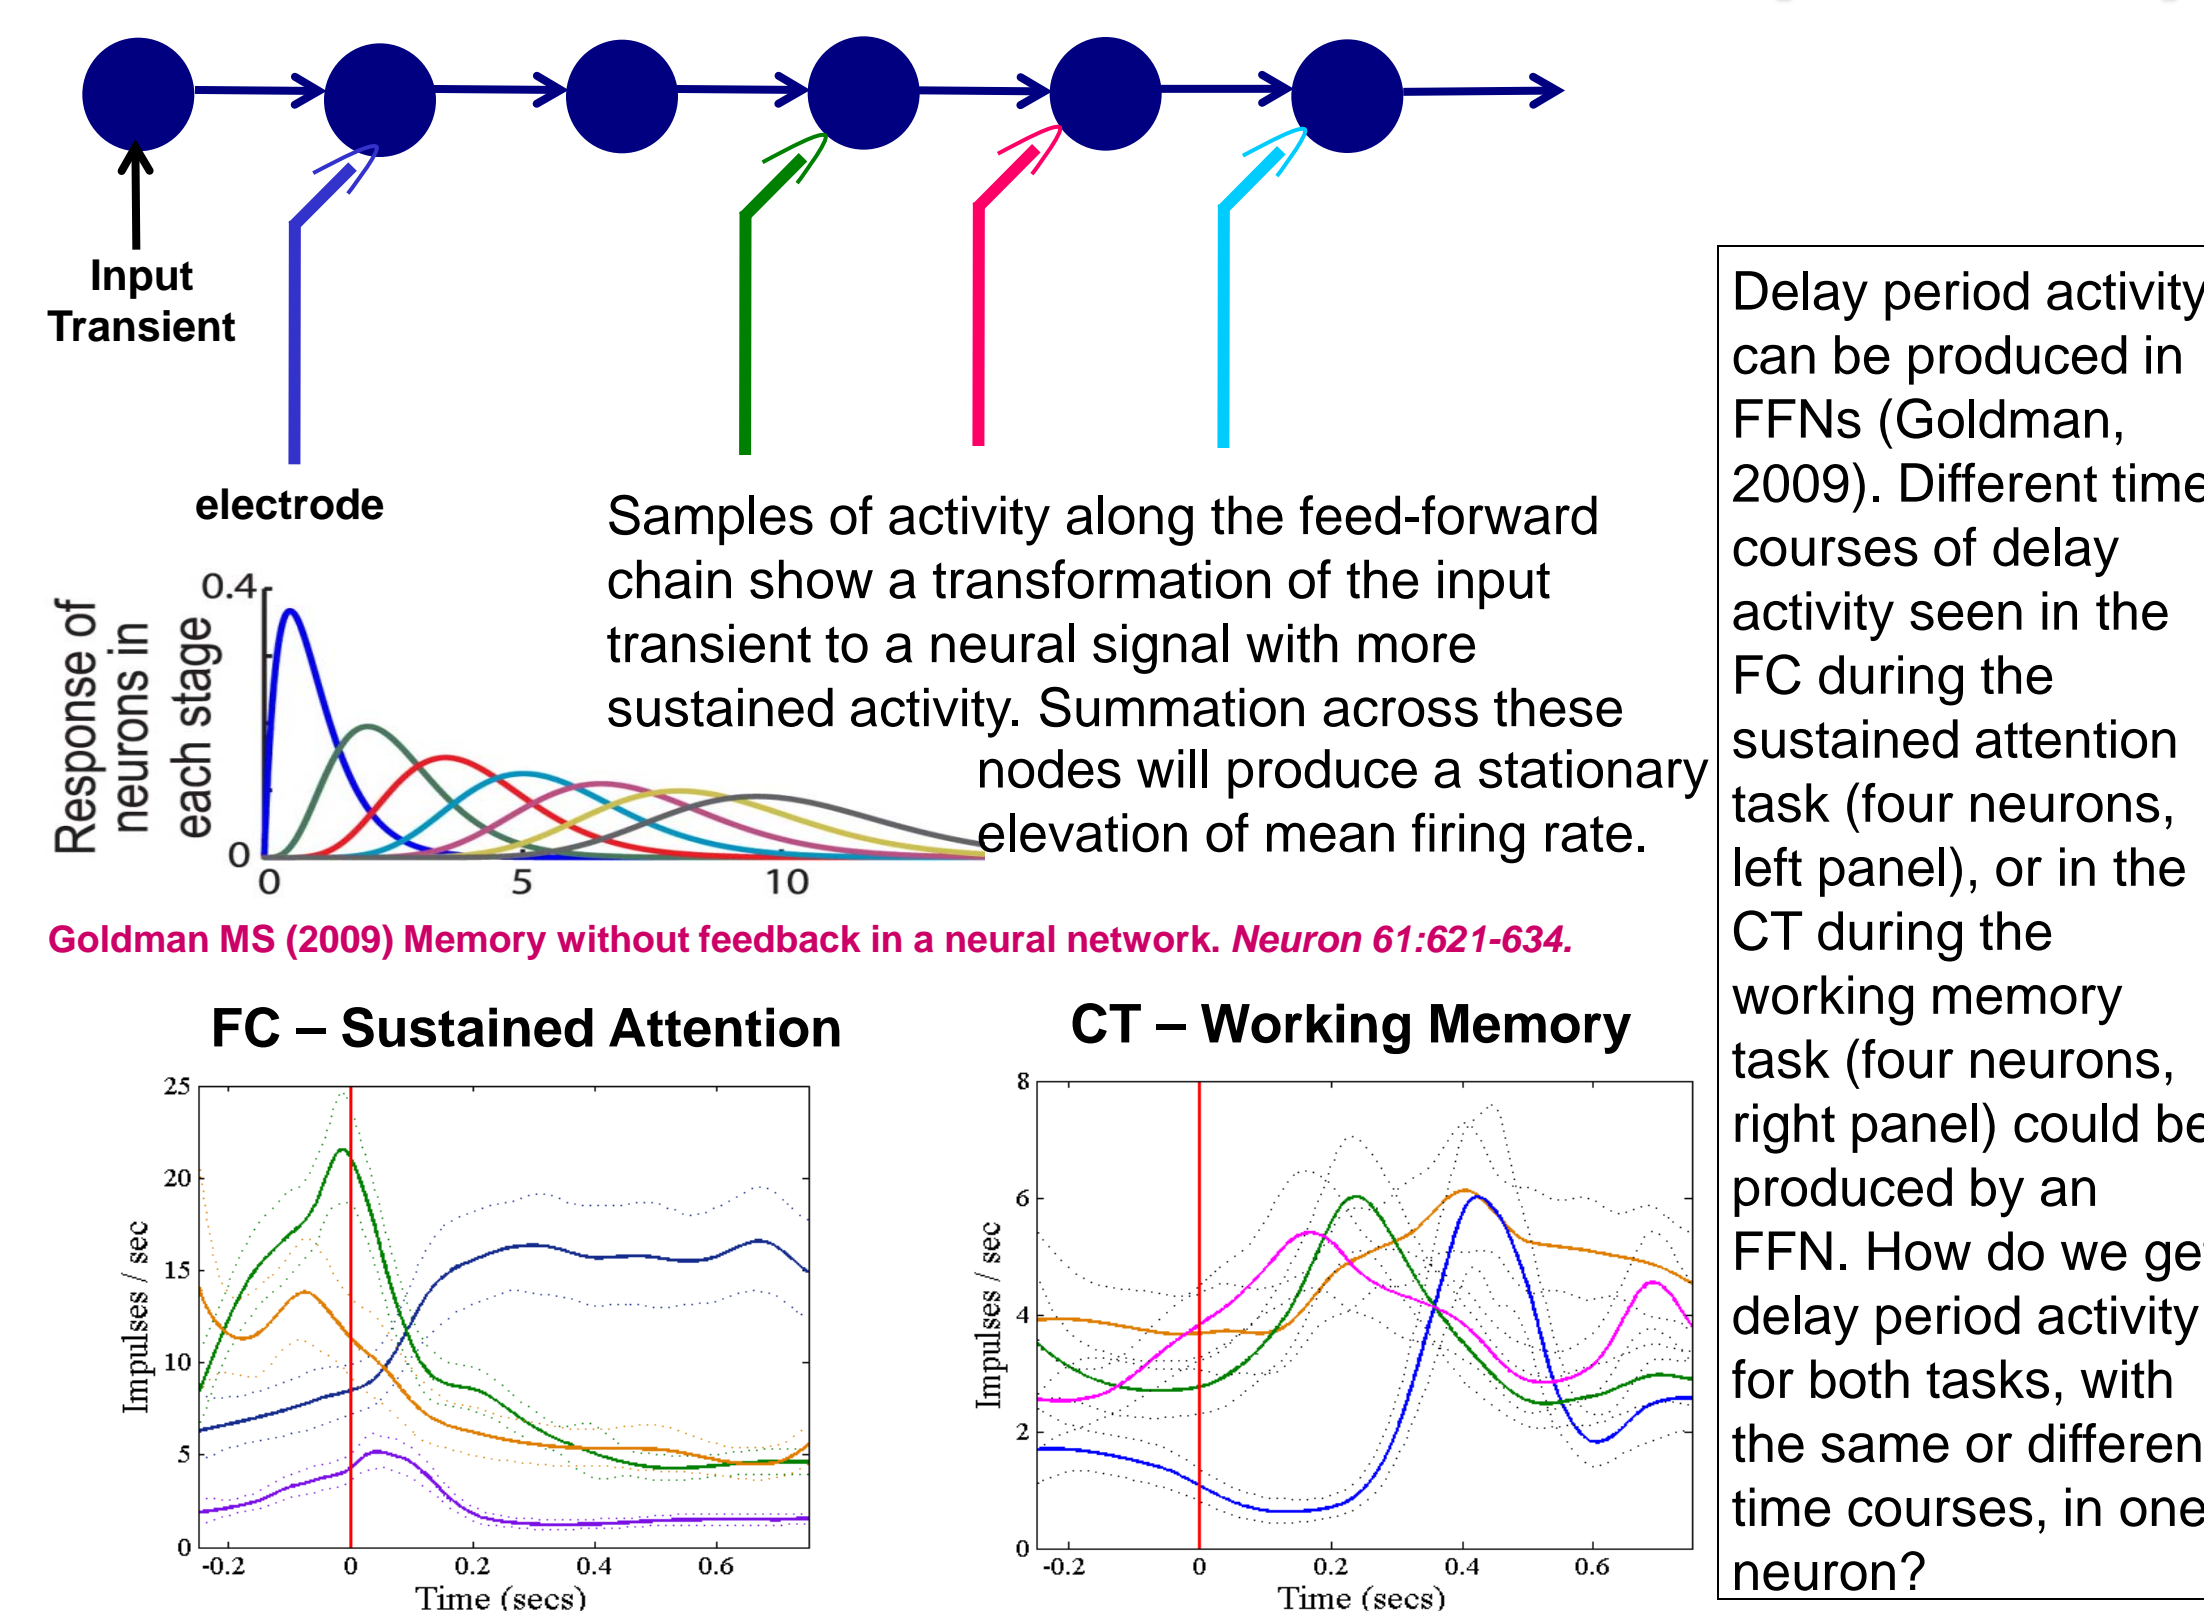 Input
Transient
electrode
Samples of activity along the feed-forward
chain show a transformation of the input
transient to a neural signal with more
sustained activity. Summation across these
nodes will produce a stationary
elevation of mean firing rate.
Response of
neurons in
each stage
0.4
0
0 5 10
Goldman MS (2009) Memory without feedback in a neural network. Neuron 61:621-634.
FC – Sustained Attention
25
20
15
10
5
0
Impulses / sec
-0.2 0 0.2 0.4 0.6
Time (secs)
CT – Working Memory
8
6
4
2
0
Impulses / sec
-0.2 0 0.2 0.4 0.6
Time (secs)
Delay period activity
can be produced in
FFNs (Goldman,
2009). Different time
courses of delay
activity seen in the
FC during the
sustained attention
task (four neurons,
left panel), or in the
CT during the
working memory
task (four neurons,
right panel) could be
produced by an
FFN. How do we get
delay period activity
for both tasks, with
the same or differen
time courses, in one
neuron?